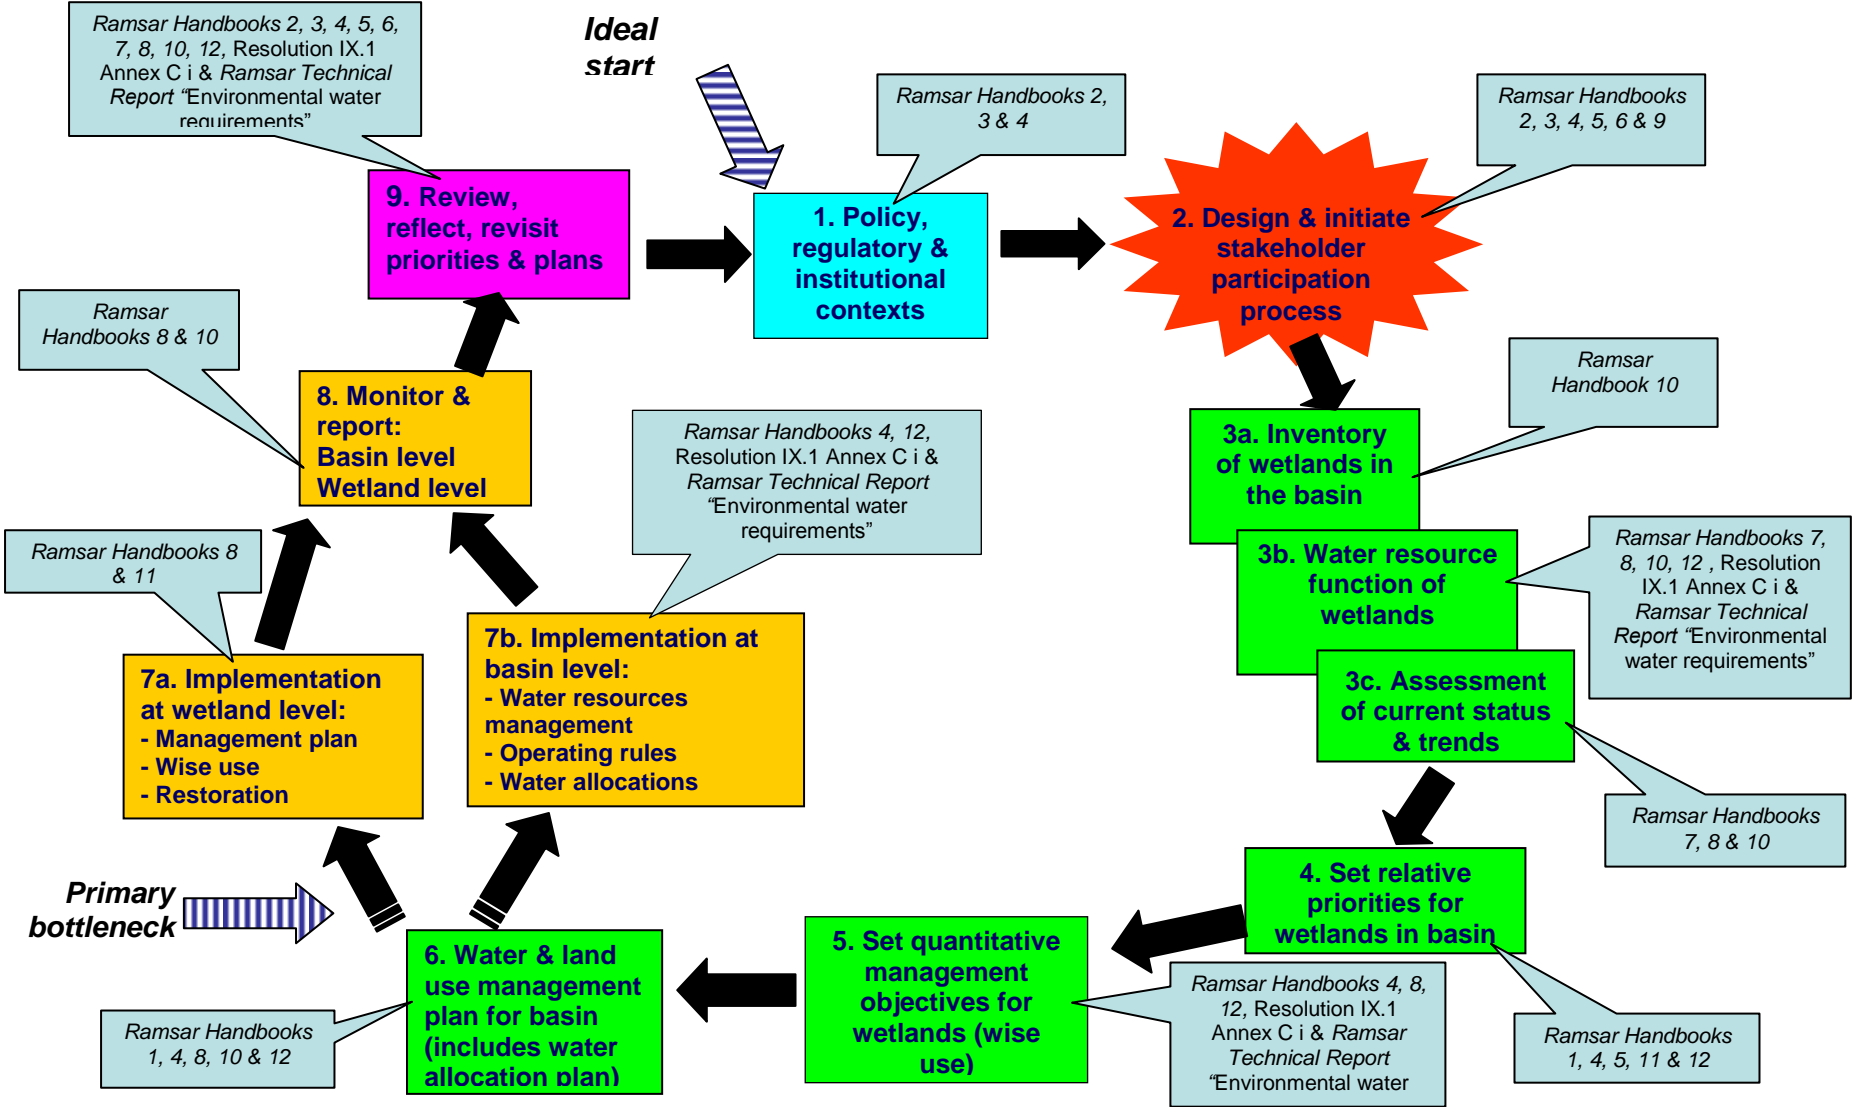 Ramsar Handbooks 2, 3, 4, 5, 6,
7, 8, 10, 12, Resolution IX.1
Annex C i & Ramsar Technical
Report “Environmental water
requirements”
Ideal
start
Ramsar Handbooks 2,
3 & 4
Ramsar Handbooks
2, 3, 4, 5, 6 & 9
9. Review,
reflect, revisit
priorities & plans
1. Policy,
regulatory &
institutional
contexts
2. Design & initiate
stakeholder
participation
process
Ramsar
Handbooks 8 & 10
Ramsar
Handbook 10
8. Monitor &
report:
Basin level
Wetland level
Ramsar Handbooks 4, 12,
Resolution IX.1 Annex C i &
Ramsar Technical Report
“Environmental water
requirements”
3a. Inventory
of wetlands in
the basin
Ramsar Handbooks 8
& 11
3b. Water resource
function of
wetlands
Ramsar Handbooks 7,
8, 10, 12 , Resolution
IX.1 Annex C i &
Ramsar Technical
Report “Environmental
water requirements”
7a. Implementation
at wetland level:
- Management plan
- Wise use
- Restoration
7b. Implementation at
basin level:
- Water resources
management
- Operating rules
- Water allocations
3c. Assessment
of current status
& trends
Ramsar Handbooks
7, 8 & 10
Primary
bottleneck
4. Set relative
priorities for
wetlands in basin
5. Set quantitative
management
objectives for
wetlands (wise
use)
6. Water & land
use management
plan for basin
(includes water
allocation plan)
Ramsar Handbooks 4, 8,
12, Resolution IX.1
Annex C i & Ramsar
Technical Report
“Environmental water
Ramsar Handbooks
1, 4, 5, 11 & 12
Ramsar Handbooks
1, 4, 8, 10 & 12